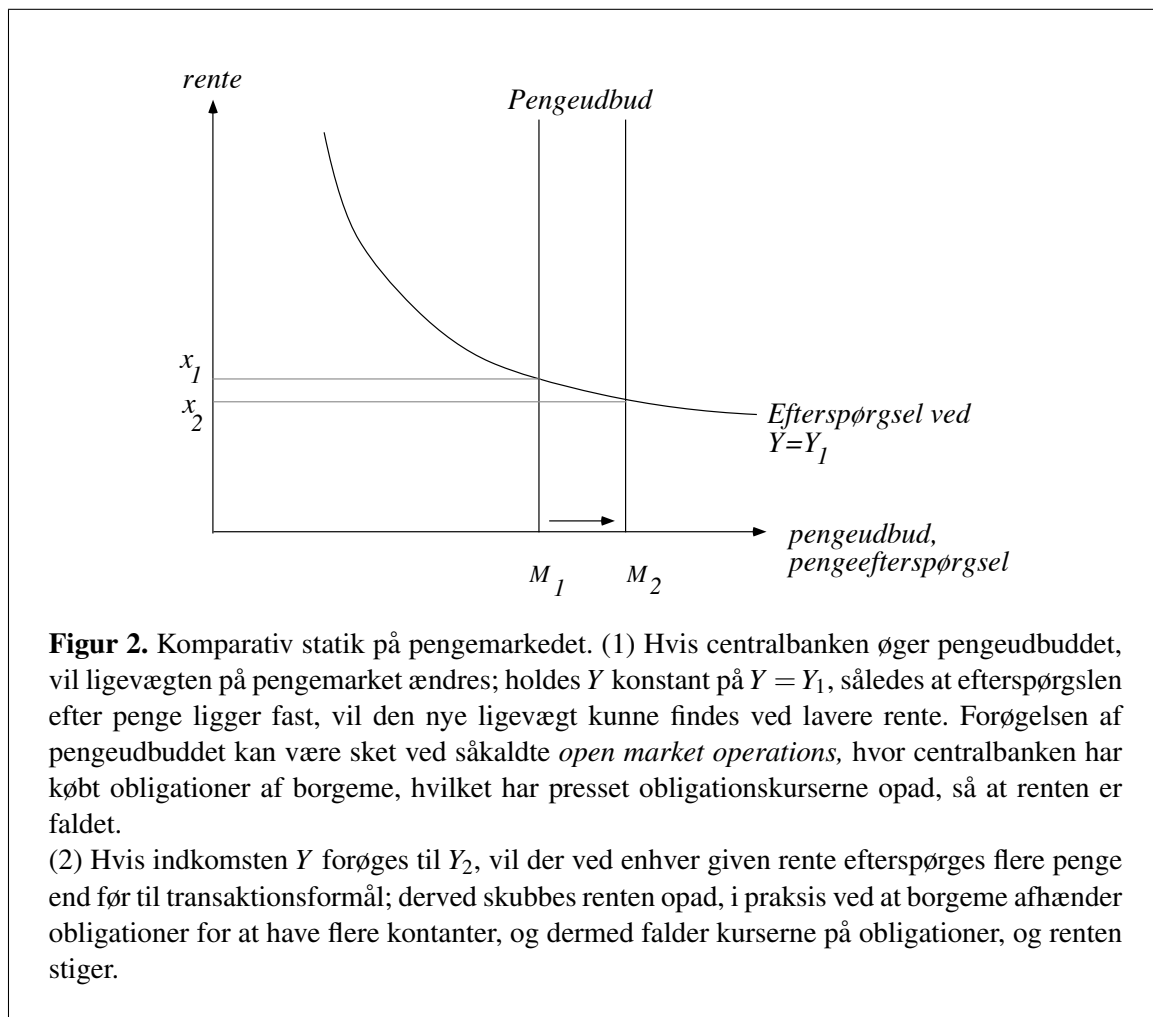 rente
Pengeudbud
x1
x2
Efterspørgsel ved
Y=Y1
pengeudbud,
pengeefterspørgsel
M1 M2
Figur 2. Komparativ statik på pengemarkedet. (1) Hvis centralbanken øger pengeudbuddet,
vil ligevægten på pengemarket ændres; holdes Y konstant på Y = Y1, således at efterspørgslen
efter penge ligger fast, vil den nye ligevægt kunne findes ved lavere rente. Forøgelsen af
pengeudbuddet kan være sket ved såkaldte open market operations, hvor centralbanken har
købt obligationer af borgeme, hvilket har presset obligationskurserne opad, så at renten er
faldet.
(2) Hvis indkomsten Y forøges til Y2, vil der ved enhver given rente efterspørges flere penge
end før til transaktionsformål; derved skubbes renten opad, i praksis ved at borgeme afhænder
obligationer for at have flere kontanter, og dermed falder kurserne på obligationer, og renten
stiger.